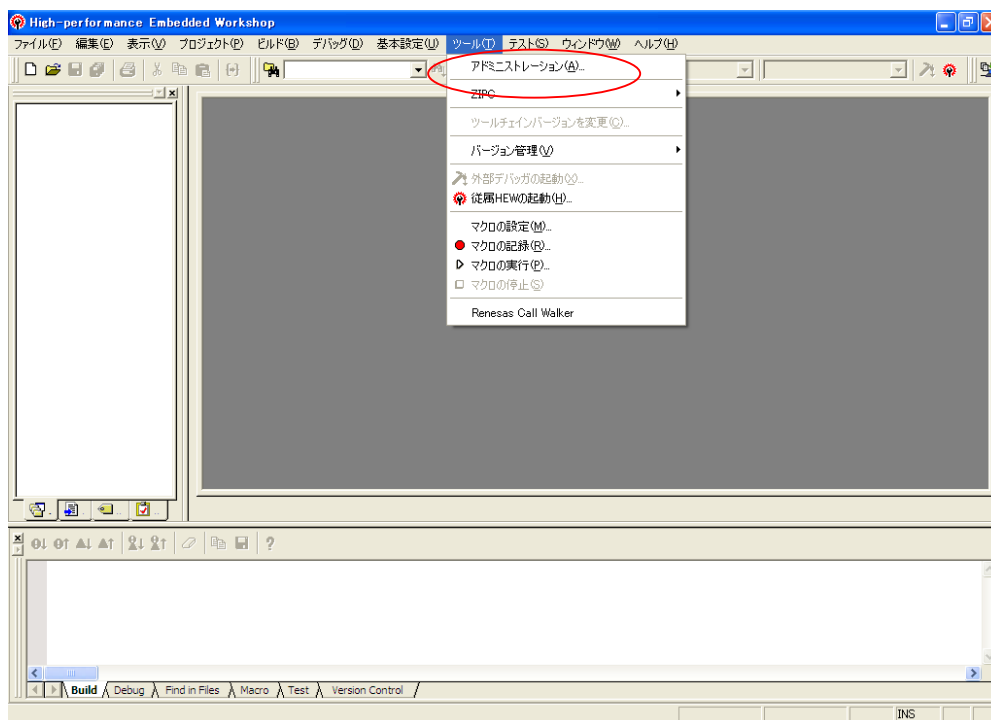 High-performance Embedded Workshop
ファイル(F) 編集(E) 表示(V) プロジェクト(P) ビルド(B) デバッグ(D) 基本設定(U) ツール(T) テスト(S) ウィンドウ(W) ヘルプ(H)
アドミニストレーション(A)...
ZIPC
ツールチェインバージョンを変更(C)...
バージョン管理(V)
外部デバッガの起動(X)...
従属HEWの起動(H)...
マクロの設定(M)...
マクロの記録(R)...
マクロの実行(P)...
マクロの停止(S)
Renesas Call Walker
Build Debug Find in Files Macro Test Version Control
INS